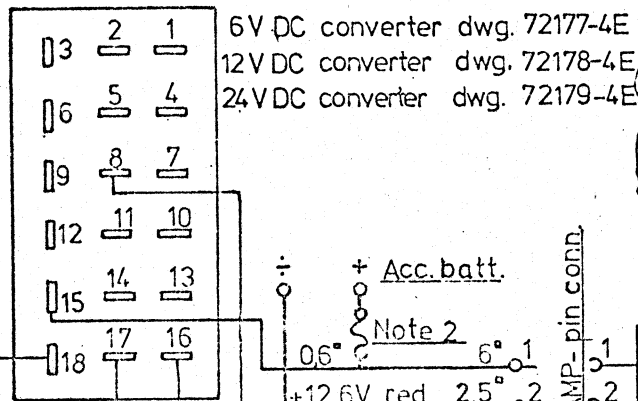 6V DC converter dwg. 72177-4E
12V DC converter dwg. 72178-4E
24V DC converter dwg. 72179-4E
3 2 1
6 5 4
9 8 7
12 11 10
15 14 13
18 17 16
÷ + Acc.batt.
Note 2
0,6▫ 6▫ 1 1
+12,6V red 2,5▫ 2 2
AMP-pin conn.